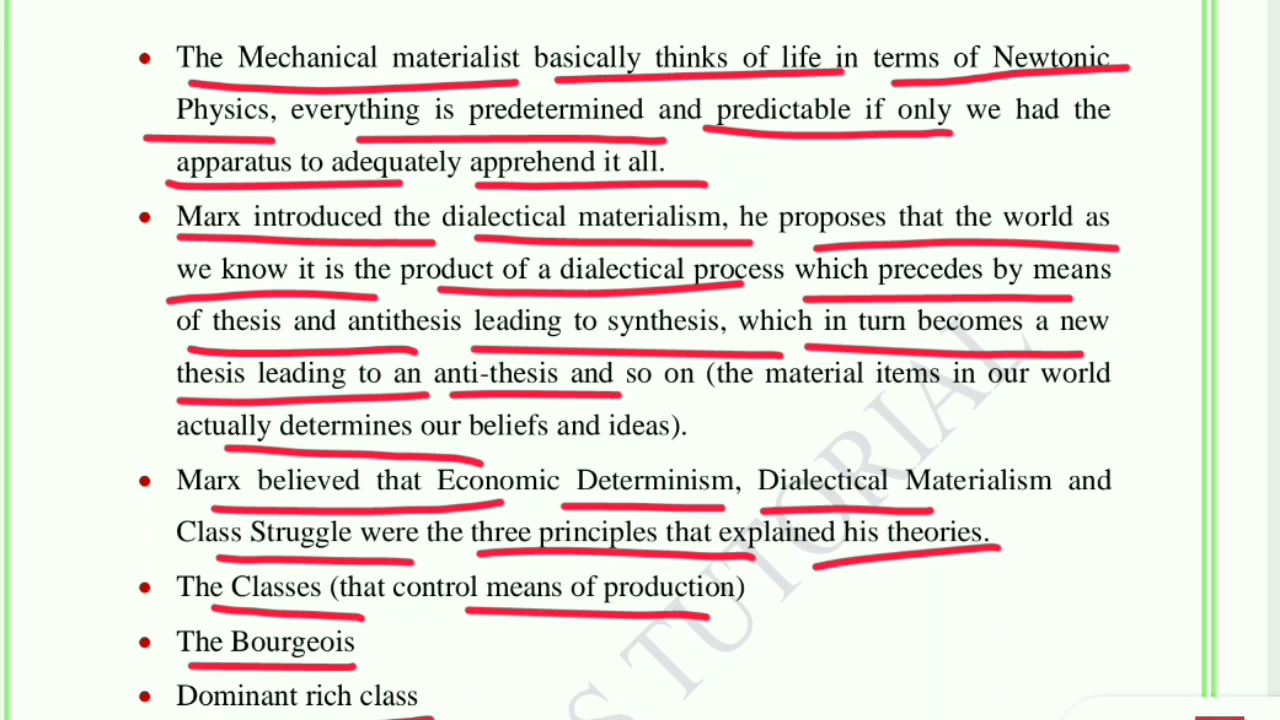 • The Mechanical materialist basically thinks of life in terms of Newtonic
Physics, everything is predetermined and predictable if only we had the
apparatus to adequately apprehend it all.
• Marx introduced the dialectical materialism, he proposes that the world as
we know it is the product of a dialectical process which precedes by means
of thesis and antithesis leading to synthesis, which in turn becomes a new
thesis leading to an anti-thesis and so on (the material items in our world
actually determines our beliefs and ideas).
• Marx believed that Economic Determinism, Dialectical Materialism and
Class Struggle were the three principles that explained his theories.
• The Classes (that control means of production)
• The Bourgeois
• Dominant rich class
S TUTORIAL